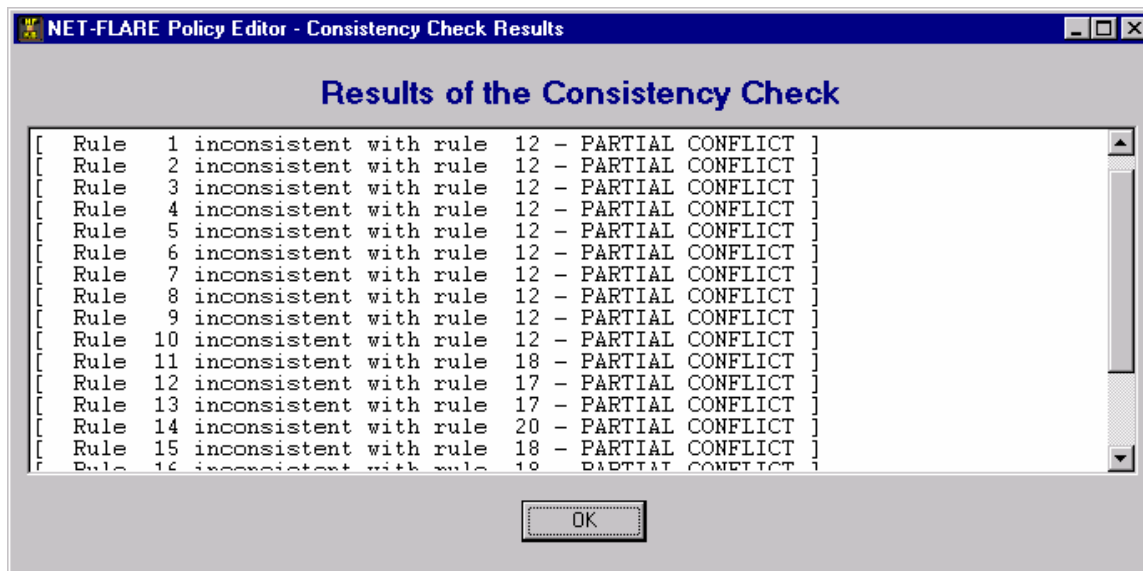 NET-FLARE Policy Editor - Consistency Check Results
Results of the Consistency Check
[  Rule   1 inconsistent with rule  12 - PARTIAL CONFLICT ]
[  Rule   2 inconsistent with rule  12 - PARTIAL CONFLICT ]
[  Rule   3 inconsistent with rule  12 - PARTIAL CONFLICT ]
[  Rule   4 inconsistent with rule  12 - PARTIAL CONFLICT ]
[  Rule   5 inconsistent with rule  12 - PARTIAL CONFLICT ]
[  Rule   6 inconsistent with rule  12 - PARTIAL CONFLICT ]
[  Rule   7 inconsistent with rule  12 - PARTIAL CONFLICT ]
[  Rule   8 inconsistent with rule  12 - PARTIAL CONFLICT ]
[  Rule   9 inconsistent with rule  12 - PARTIAL CONFLICT ]
[  Rule  10 inconsistent with rule  12 - PARTIAL CONFLICT ]
[  Rule  11 inconsistent with rule  18 - PARTIAL CONFLICT ]
[  Rule  12 inconsistent with rule  17 - PARTIAL CONFLICT ]
[  Rule  13 inconsistent with rule  17 - PARTIAL CONFLICT ]
[  Rule  14 inconsistent with rule  20 - PARTIAL CONFLICT ]
[  Rule  15 inconsistent with rule  18 - PARTIAL CONFLICT ]
[  Rule  16 inconsistent with rule - PARTIAL CONFLICT ]
OK